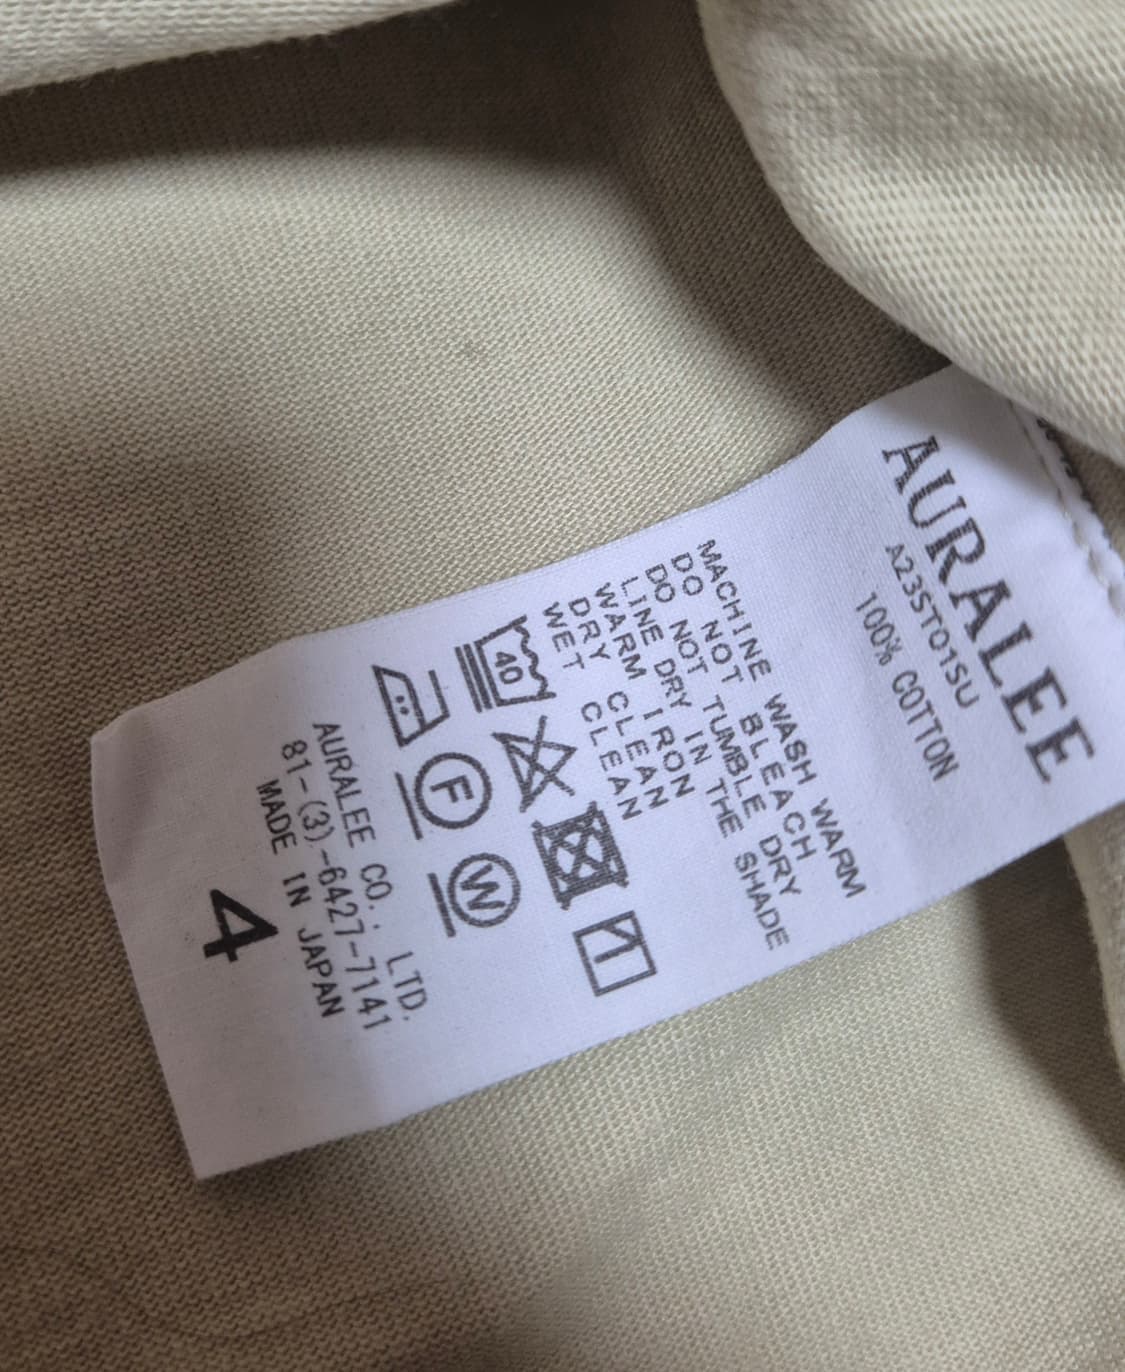 AURALEE
A23ST01SU
100% COTTON
MACHINE WASH WARM
DO NOT BLEACH
DO NOT TUMBLE DRY
LINE DRY IN THE SHADE
WARM IRON
DRY CLEAN
WET CLEAN
40
F
W
AURALEE CO., LTD.
81-(3)-6427-7141
MADE IN JAPAN
4